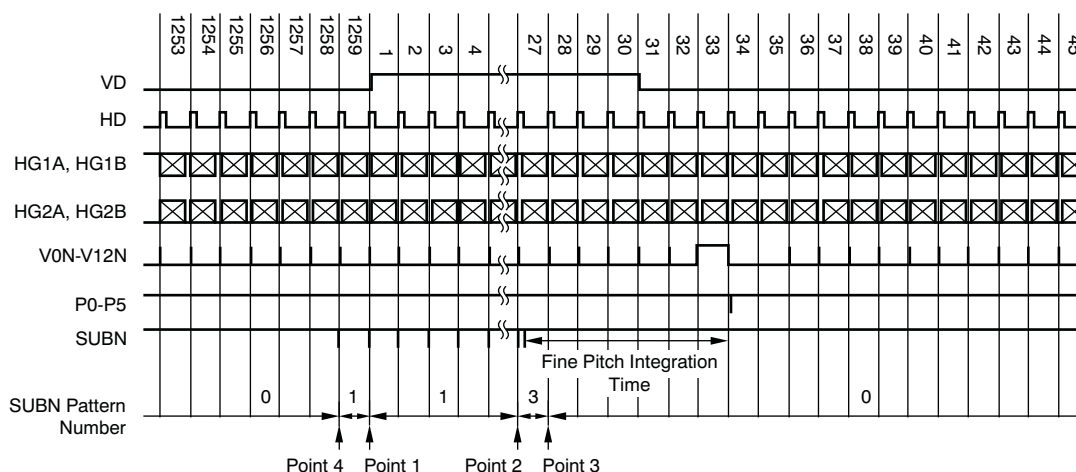 1253 1254 1255 1256 1257 1258 1259 1 2 3 4 27 28 29 30 31 32 33 34 35 36 37 38 39 40 41 42 43 44 45
VD
HD
HG1A, HG1B
HG2A, HG2B
V0N-V12N
P0-P5
SUBN
Fine Pitch Integration
Time
SUBN Pattern
Number
0 1 1 3 0
Point 4 Point 1 Point 2 Point 3